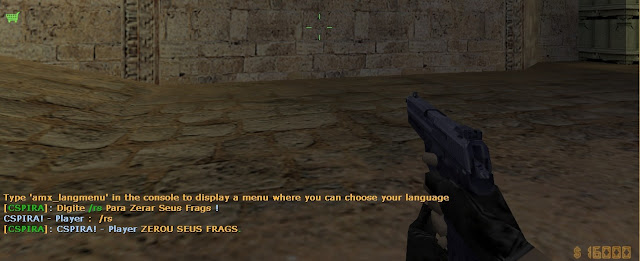 Type 'amx_langmenu' in the console to display a menu where you can choose your language
[CSPIRA]: Digite /rs Para Zerar Seus Frags !
CSPIRA! - Player :  /rs
[CSPIRA]: CSPIRA! - Player ZEROU SEUS FRAGS.
$ 16000